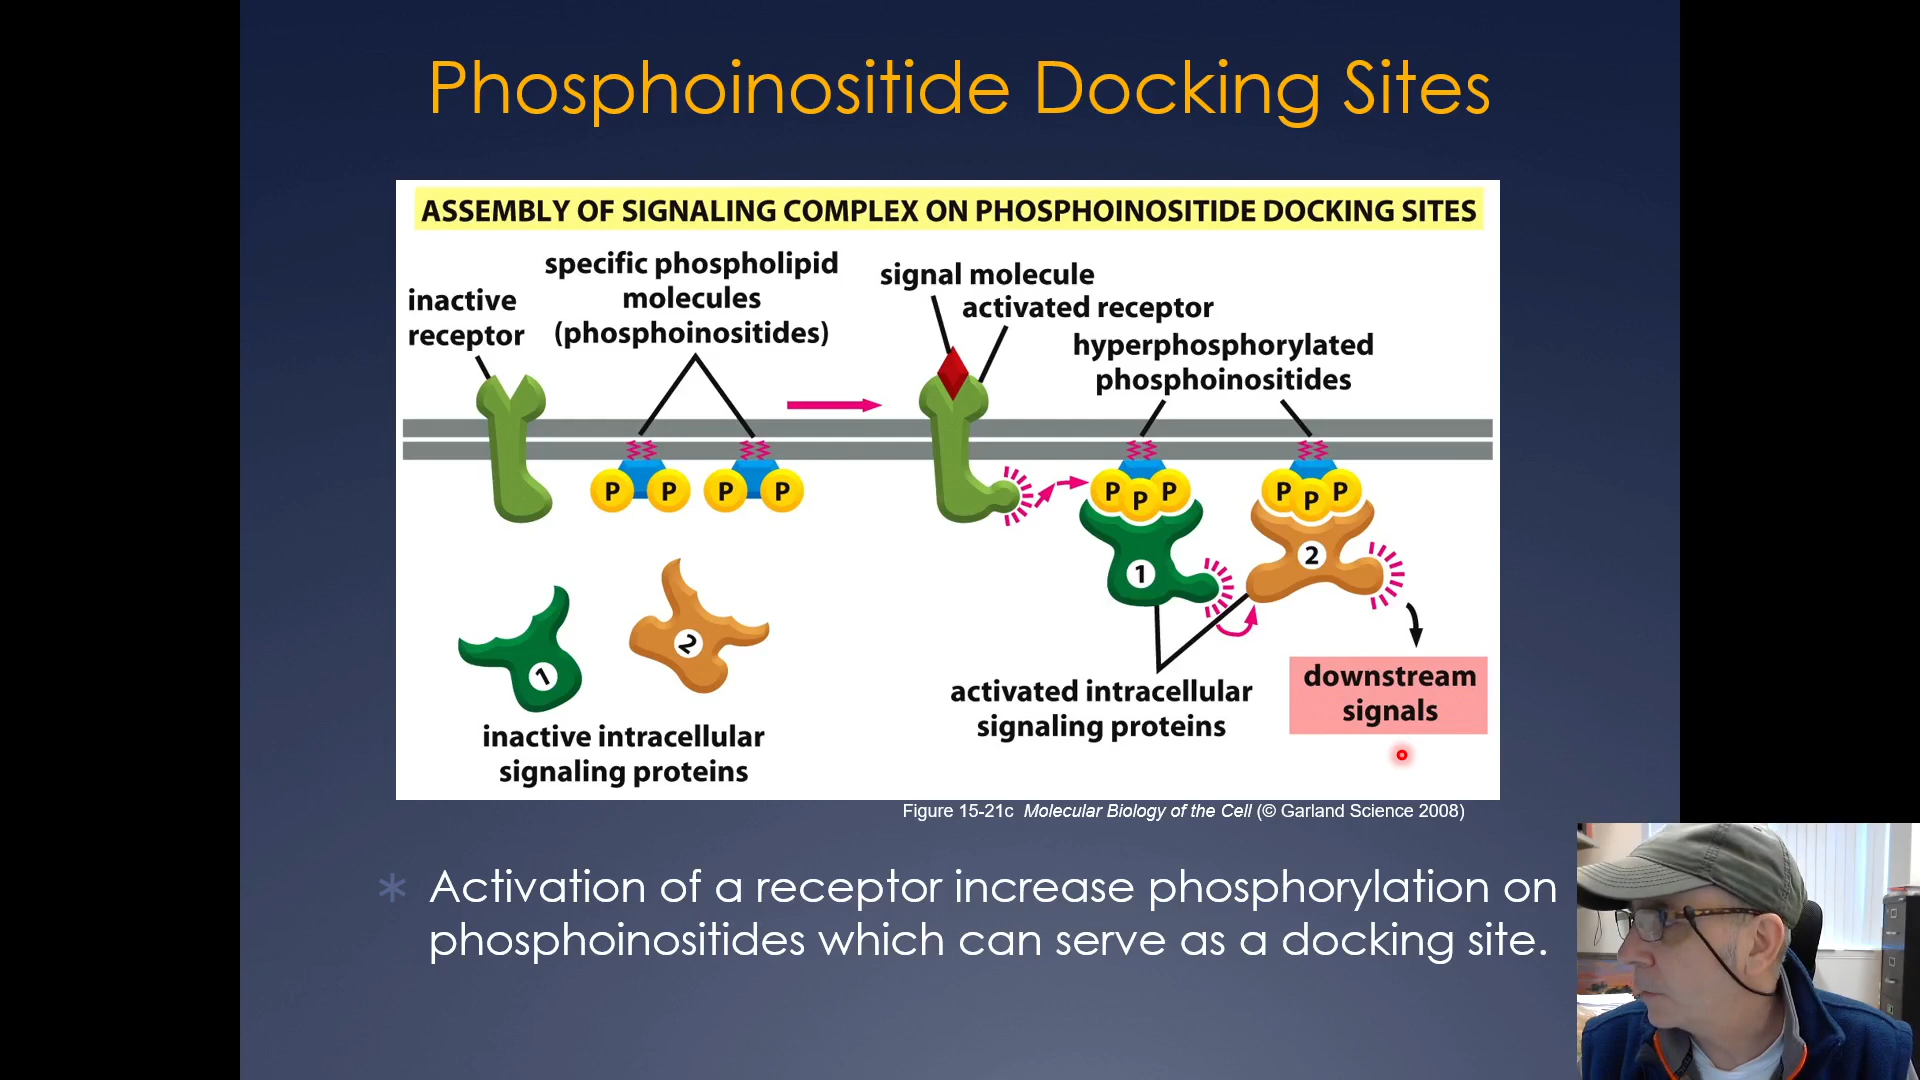 Phosphoinositide Docking Sites
ASSEMBLY OF SIGNALING COMPLEX ON PHOSPHOINOSITIDE DOCKING SITES
inactive
receptor
specific phospholipid
molecules
(phosphoinositides)
signal molecule
activated receptor
hyperphosphorylated
phosphoinositides
P P P P
P P P
P P P
1
2
1
2
inactive intracellular
signaling proteins
activated intracellular
signaling proteins
downstream
signals
Figure 15-21c Molecular Biology of the Cell (© Garland Science 2008)
Activation of a receptor increase phosphorylation on
phosphoinositides which can serve as a docking site.